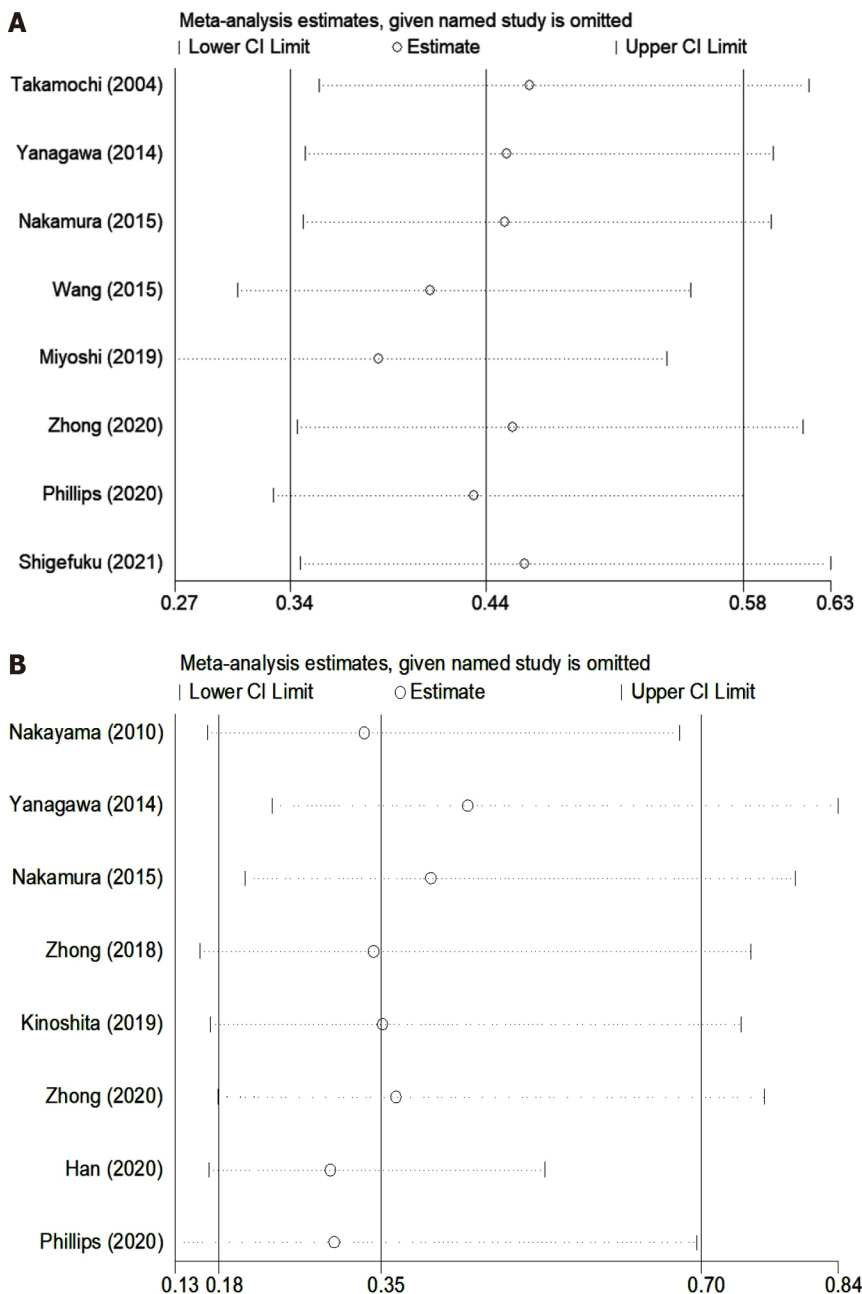 A
Meta-analysis estimates, given named study is omitted
| Lower CI Limit ○ Estimate | Upper CI Limit
Takamochi (2004)
Yanagawa (2014)
Nakamura (2015)
Wang (2015)
Miyoshi (2019)
Zhong (2020)
Phillips (2020)
Shigefuku (2021)
0.27 0.34 0.44 0.58 0.63
B
Meta-analysis estimates, given named study is omitted
| Lower CI Limit ○ Estimate | Upper CI Limit
Nakayama (2010)
Yanagawa (2014)
Nakamura (2015)
Zhong (2018)
Kinoshita (2019)
Zhong (2020)
Han (2020)
Phillips (2020)
0.13 0.18 0.35 0.70 0.84